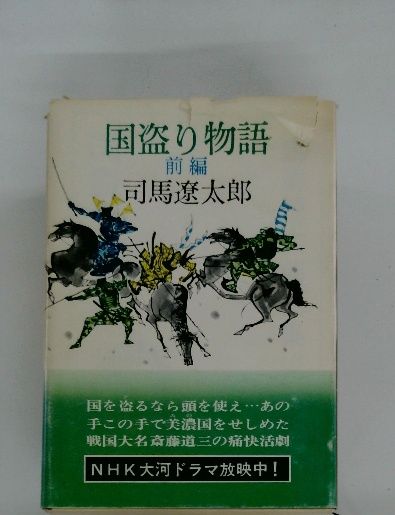 国盗り物語
前編
司馬遼太郎
国を盗るなら頭を使え…あの
手この手で美濃国をせしめた
戦国大名斎藤道三の痛快活劇
NHK大河ドラマ放映中!